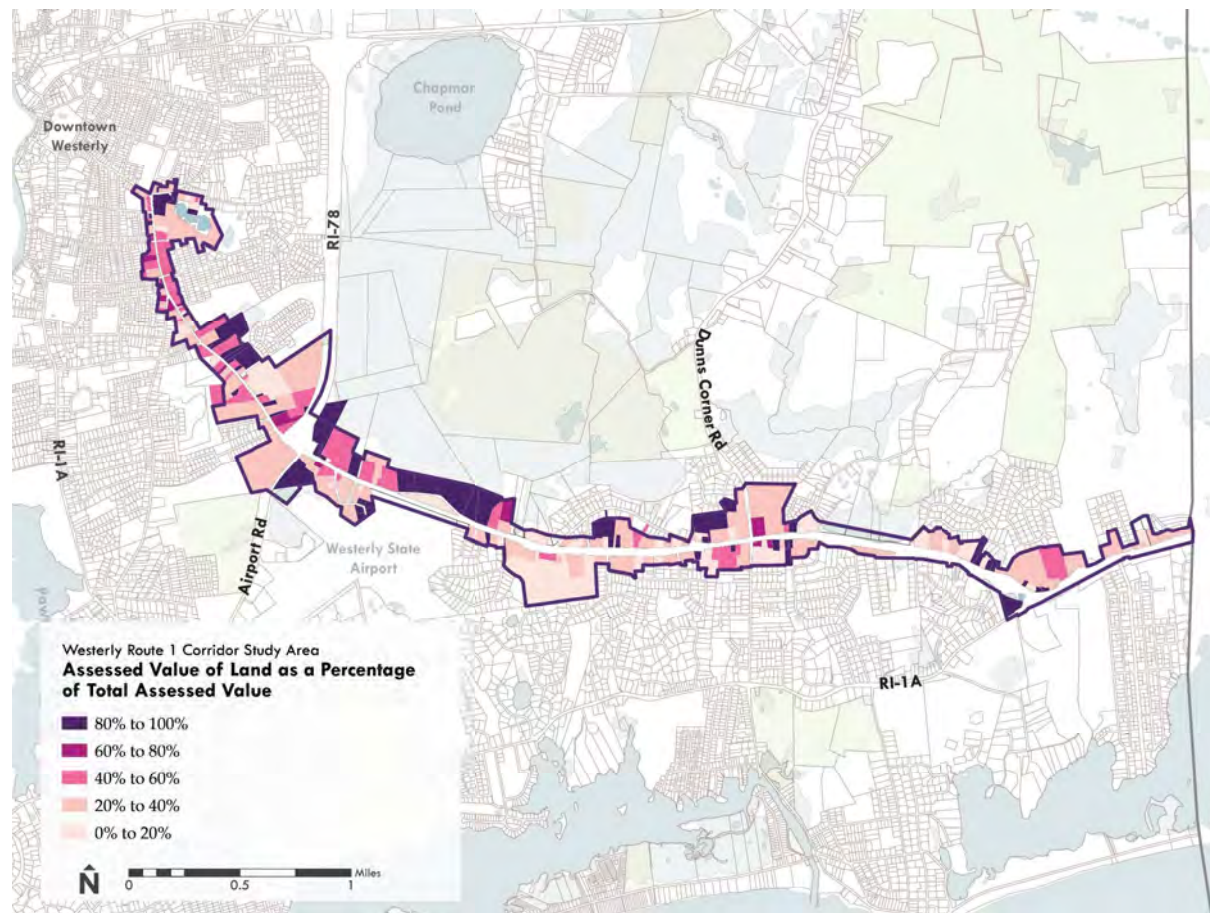 Chapman
Pond
Downtown
Westerly
RI-78
Dunns Corner Rd
RI-1A
Airport Rd
Westerly State
Airport
RI-1A
Westerly Route 1 Corridor Study Area
Assessed Value of Land as a Percentage
of Total Assessed Value
80% to 100%
60% to 80%
40% to 60%
20% to 40%
0% to 20%
N
0 0.5 1 Miles